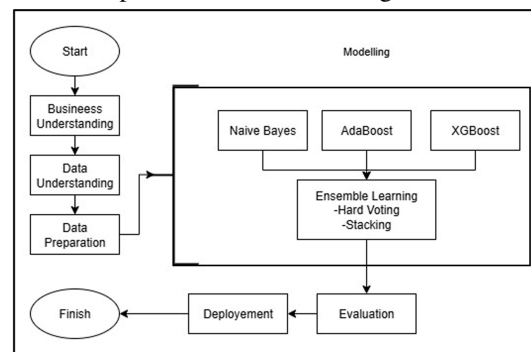 Start
Modelling
Busineess
Understanding
Data
Understanding
Data
Preparation
Naive Bayes
AdaBoost
XGBoost
Ensemble Learning
-Hard Voting
-Stacking
Finish
Deployement
Evaluation